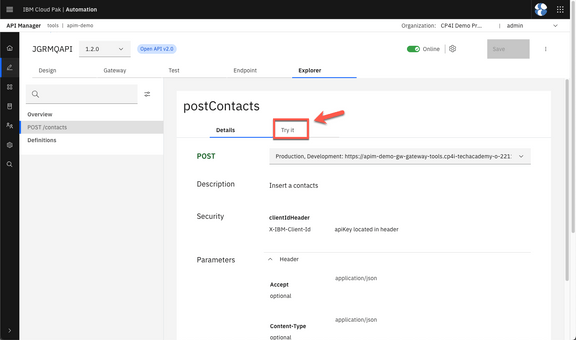 IBM Cloud Pak | Automation
API Manager tools | apim-demo Organization: CP4I Demo Pr... admin
JGRMQAPI 1.2.0 Open API v2.0 Online Save
Design Gateway Test Endpoint Explorer
Overview
POST /contacts
Definitions
postContacts
Details Try it
POST Production, Development: https://apim-demo-gw-gateway-tools.cp4i-techacademy-o-221
Description Insert a contacts
Security clientIdHeader
X-IBM-Client-Id apiKey located in header
Parameters Header
Accept application/json
optional
Content-Type application/json
optional